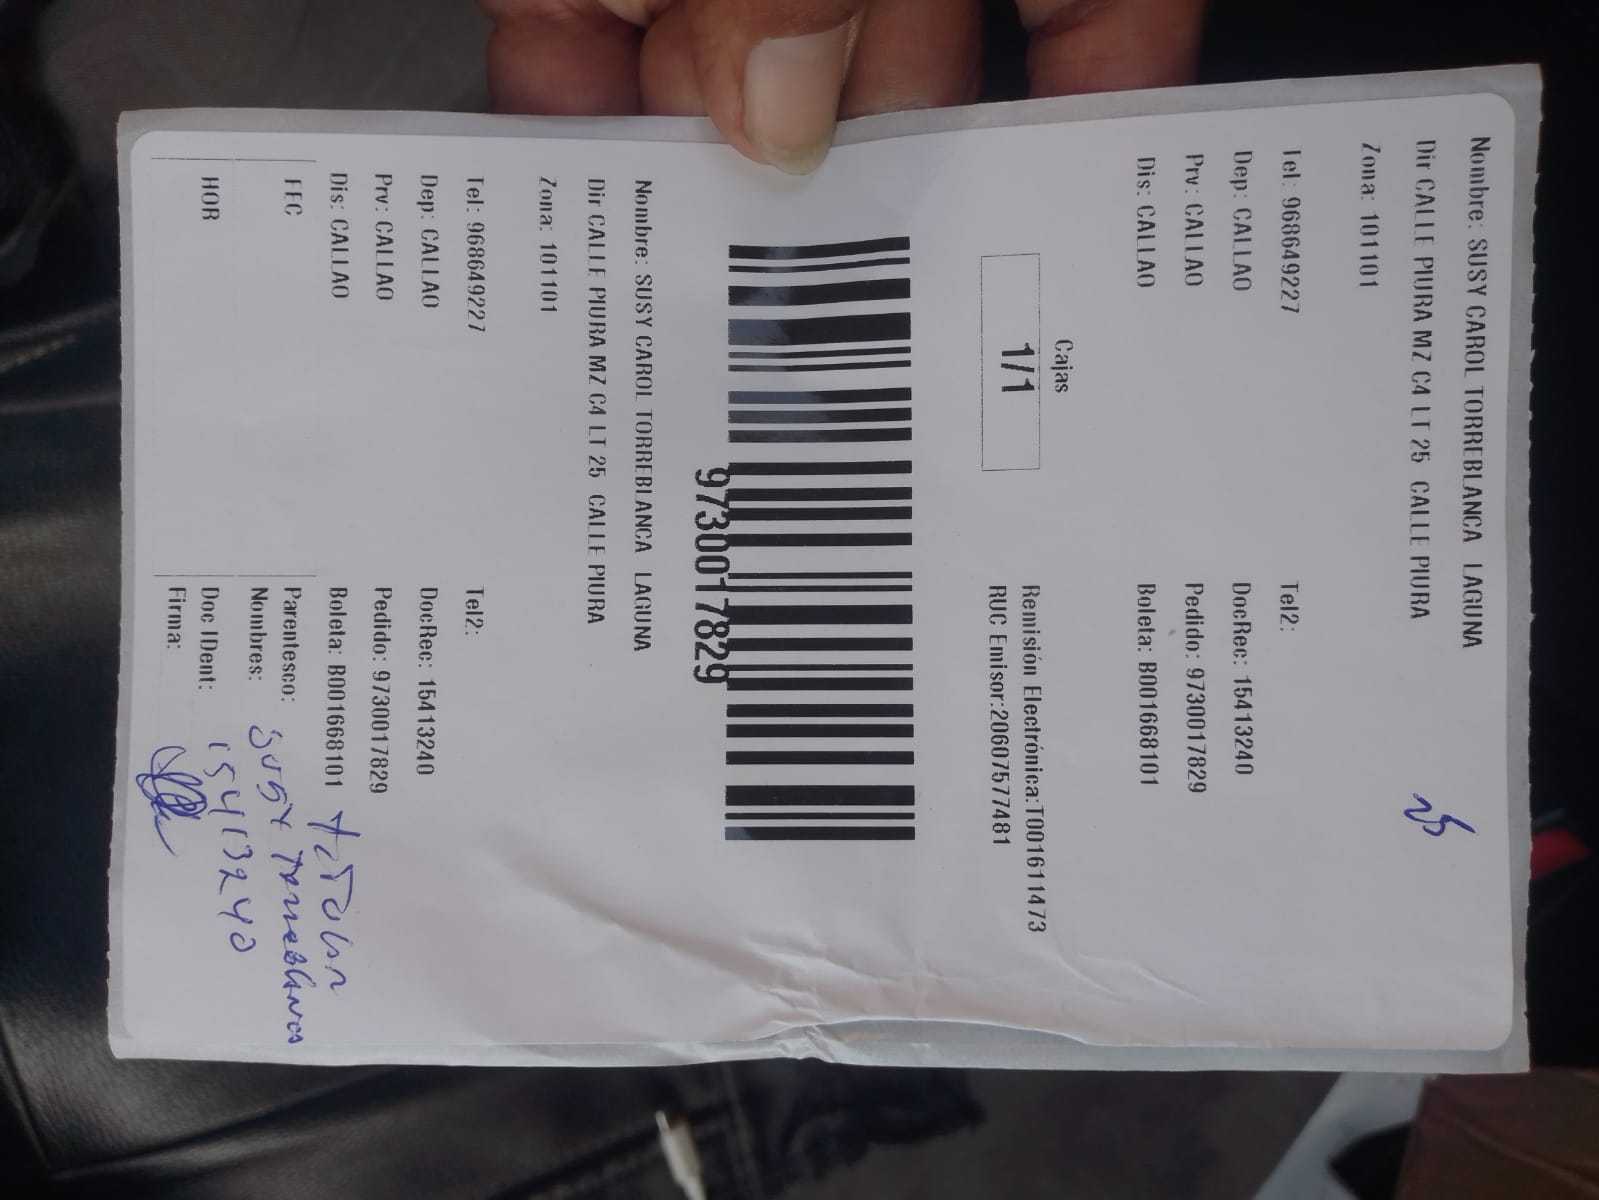 Nombre: SUSY CAROL TORREBLANCA LAGUNA
Dir CALLE PIURA MZ C4 LT 25 CALLE PIURA
Zona: 101101
Tel: 968649227 Tel2:
Dep: CALLAO DocRec: 15413240
Prv: CALLAO Pedido: 9730017829
Dis: CALLAO Boleta: B001668101
Cajas
1/1
Remisión Electrónica:T001611473
RUC Emisor:20607577481
9730017829
Nombre: SUSY CAROL TORREBLANCA LAGUNA
Dir CALLE PIURA MZ C4 LT 25 CALLE PIURA
Zona: 101101
Tel: 968649227 Tel2:
Dep: CALLAO DocRec: 15413240
Prv: CALLAO Pedido: 9730017829
Dis: CALLAO Boleta: B001668101
FEC Parentesco: titular
Nombres: Susy Torreblanca
HOR Doc IDent: 15413240
Firma: